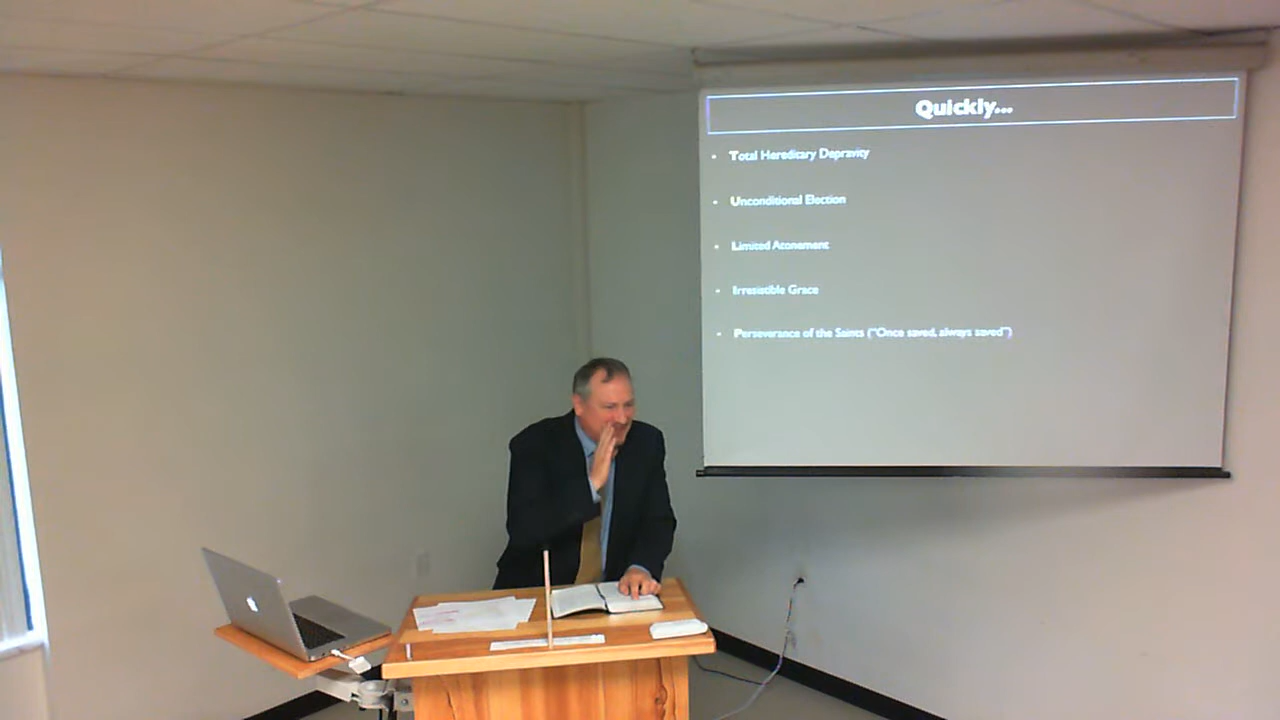 Quickly...
• Total Hereditary Depravity
• Unconditional Election
• Limited Atonement
• Irresistible Grace
• Perseverance of the Saints ("Once saved, always saved")